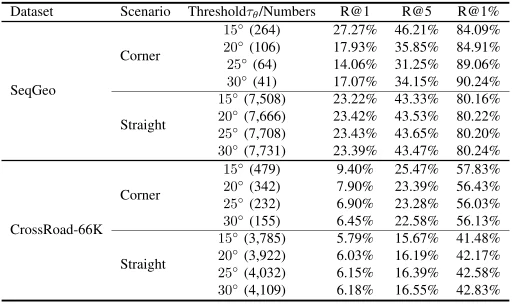 Dataset Scenario Thresholdτθ/Numbers R@1 R@5 R@1%
SeqGeo Corner 15° (264) 27.27% 46.21% 84.09%
20° (106) 17.93% 35.85% 84.91%
25° (64) 14.06% 31.25% 89.06%
30° (41) 17.07% 34.15% 90.24%
Straight 15° (7,508) 23.22% 43.33% 80.16%
20° (7,666) 23.42% 43.53% 80.22%
25° (7,708) 23.43% 43.65% 80.20%
30° (7,731) 23.39% 43.47% 80.24%
CrossRoad-66K Corner 15° (479) 9.40% 25.47% 57.83%
20° (342) 7.90% 23.39% 56.43%
25° (232) 6.90% 23.28% 56.03%
30° (155) 6.45% 22.58% 56.13%
Straight 15° (3,785) 5.79% 15.67% 41.48%
20° (3,922) 6.03% 16.19% 42.17%
25° (4,032) 6.15% 16.39% 42.58%
30° (4,109) 6.18% 16.55% 42.83%